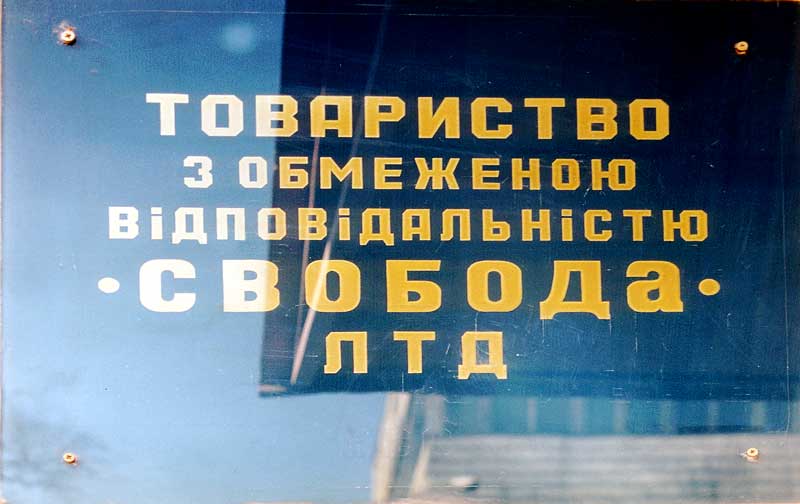 ТОВАРИСТВО
З ОБМЕЖЕНОЮ
ВІДПОВІДАЛЬНІСТЮ
·СВОБОДА·
ЛТД